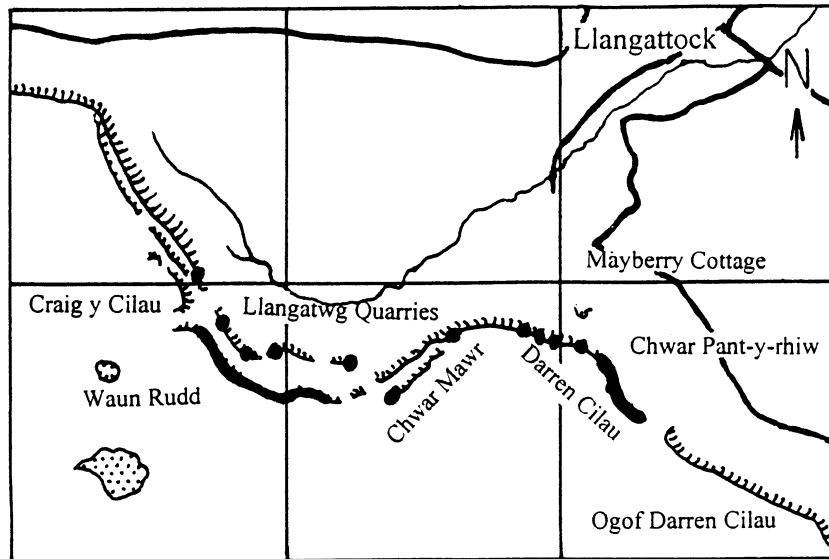 Llangattock
N
Mayberry Cottage
Craig y Cilau
Llangatwg Quarries
Chwar Pant-y-rhiw
Waun Rudd
Chwar Mawr
Darren Cilau
Ogof Darren Cilau